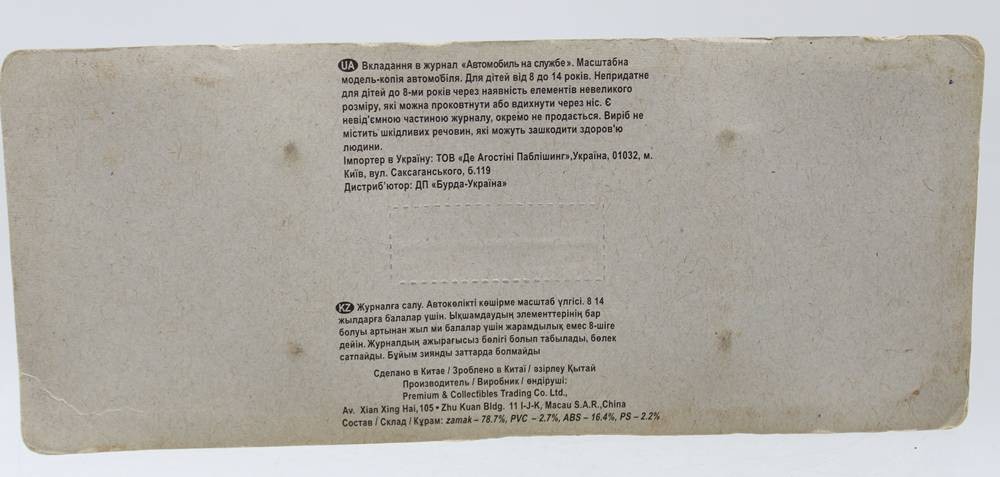 UA Вкладання в журнал «Автомобиль на службе». Масштабна
модель-копія автомобіля. Для дітей від 8 до 14 років. Непридатне
для дітей до 8-ми років через наявність елементів невеликого
розміру, які можна проковтнути або вдихнути через ніс. Є
невід'ємною частиною журналу, окремо не продається. Виріб не
містить шкідливих речовин, які можуть зашкодити здоров'ю
людини.
Імпортер в Україну: ТОВ «Де Агостіні Паблішинг»,Україна, 01032, м.
Київ, вул. Саксаганського, б.119
Дистриб'ютор: ДП «Бурда-Україна»
KZ Журналға салу. Автокөлікті көшірме масштаб үлгісі. 8 14
жылдарға балалар үшін. Ықшамдаудың элементтерінің бар
болуы артынан жыл ми балалар үшін жарамдылық емес 8-шіге
дейін. Журналдың ажырағысыз бөлігі болып табылады, бөлек
сатпайды. Бұйым зиянды заттарда болмайды
Сделано в Китае / Зроблено в Китаї / әзірлеу Қытай
Производитель / Виробник / өндіруші:
Premium & Collectibles Trading Co. Ltd.,
Av. Xian Xing Hai, 105 • Zhu Kuan Bldg. 11 I-J-K, Macau S.A.R.,China
Состав / Склад / Құрам: zamak – 78.7%, PVC – 2.7%, ABS – 16.4%, PS – 2.2%